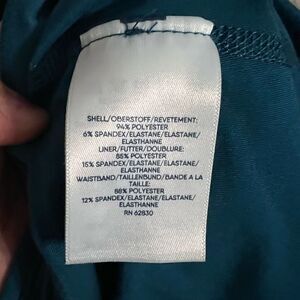 SHELL/OBERSTOFF/REVETEMENT:
94% POLYESTER
6% SPANDEX/ELASTANE/ELASTANE/
ELASTHANNE
LINER/FUTTER/DOUBLURE:
85% POLYESTER
15% SPANDEX/ELASTANE/ELASTANE/
ELASTHANNE
WAISTBAND/TAILLENBUND/BANDE A LA
TAILLE:
88% POLYESTER
12% SPANDEX/ELASTANE/ELASTANE/
ELASTHANNE
RN 62830